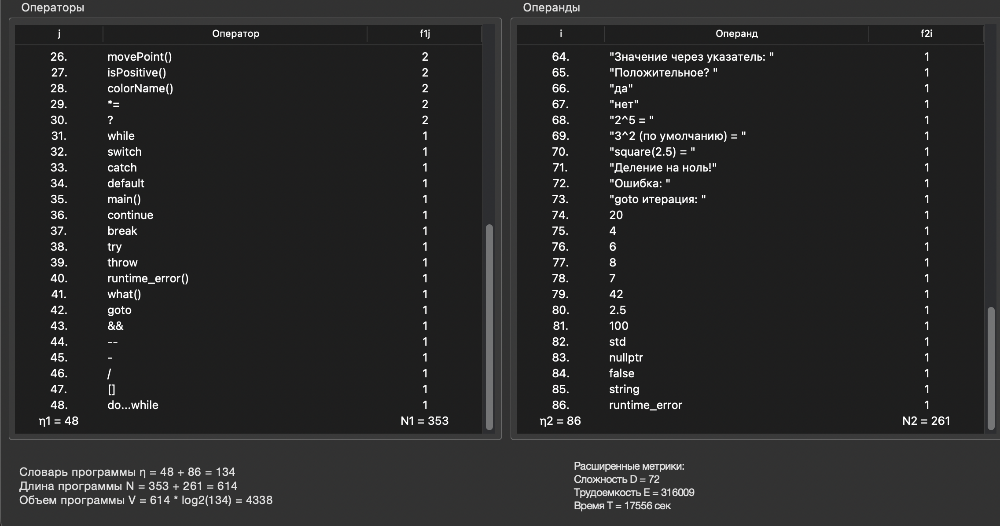 Операторы
j Оператор f1j
26. movePoint() 2
27. isPositive() 2
28. colorName() 2
29. *= 2
30. ? 2
31. while 1
32. switch 1
33. catch 1
34. default 1
35. main() 1
36. continue 1
37. break 1
38. try 1
39. throw 1
40. runtime_error() 1
41. what() 1
42. goto 1
43. && 1
44. -- 1
45. - 1
46. / 1
47. [] 1
48. do...while 1
η1 = 48 N1 = 353
Операнды
i Операнд f2i
64. "Значение через указатель: " 1
65. "Положительное? " 1
66. "да" 1
67. "нет" 1
68. "2^5 = " 1
69. "3^2 (по умолчанию) = " 1
70. "square(2.5) = " 1
71. "Деление на ноль!" 1
72. "Ошибка: " 1
73. "goto итерация: " 1
74. 20 1
75. 4 1
76. 6 1
77. 8 1
78. 7 1
79. 42 1
80. 2.5 1
81. 100 1
82. std 1
83. nullptr 1
84. false 1
85. string 1
86. runtime_error 1
η2 = 86 N2 = 261
Словарь программы η = 48 + 86 = 134
Длина программы N = 353 + 261 = 614
Объем программы V = 614 * log2(134) = 4338
Расширенные метрики:
Сложность D = 72
Трудоемкость E = 316009
Время T = 17556 сек